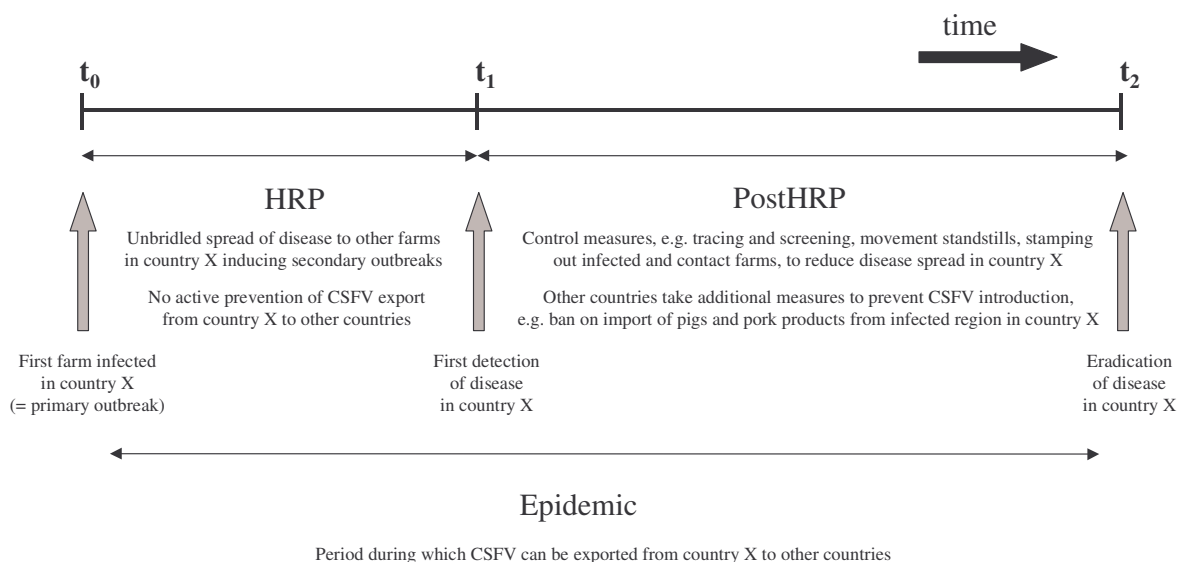 time
t0
t1
t2
HRP
Unbridled spread of disease to other farms
in country X inducing secondary outbreaks
No active prevention of CSFV export
from country X to other countries
PostHRP
Control measures, e.g. tracing and screening, movement standstills, stamping
out infected and contact farms, to reduce disease spread in country X
Other countries take additional measures to prevent CSFV introduction,
e.g. ban on import of pigs and pork products from infected region in country X
First farm infected
in country X
(= primary outbreak)
First detection
of disease
in country X
Eradication
of disease
in country X
Epidemic
Period during which CSFV can be exported from country X to other countries